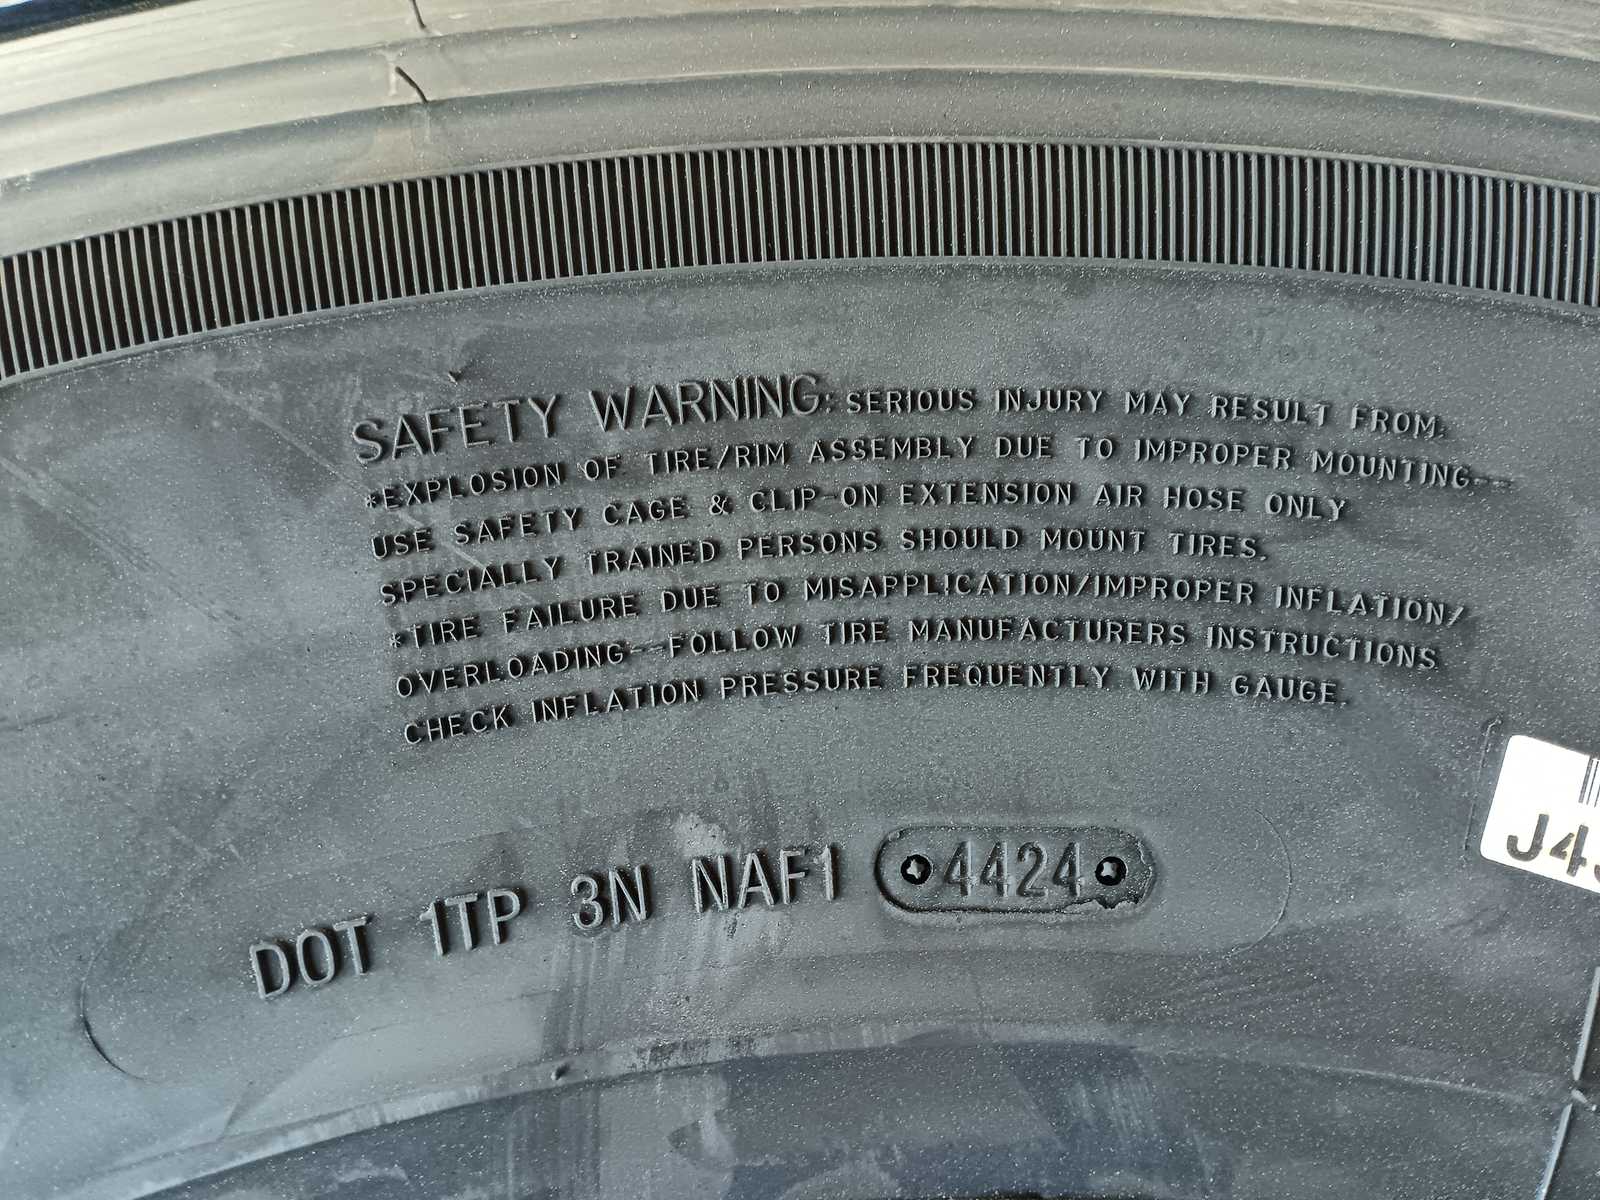 SAFETY WARNING: SERIOUS INJURY MAY RESULT FROM:
*EXPLOSION OF TIRE/RIM ASSEMBLY DUE TO IMPROPER MOUNTING--
USE SAFETY CAGE & CLIP-ON EXTENSION AIR HOSE ONLY
SPECIALLY TRAINED PERSONS SHOULD MOUNT TIRES.
*TIRE FAILURE DUE TO MISAPPLICATION/IMPROPER INFLATION/
OVERLOADING--FOLLOW TIRE MANUFACTURERS INSTRUCTIONS
CHECK INFLATION PRESSURE FREQUENTLY WITH GAUGE.
DOT 1TP 3N NAF1 4424